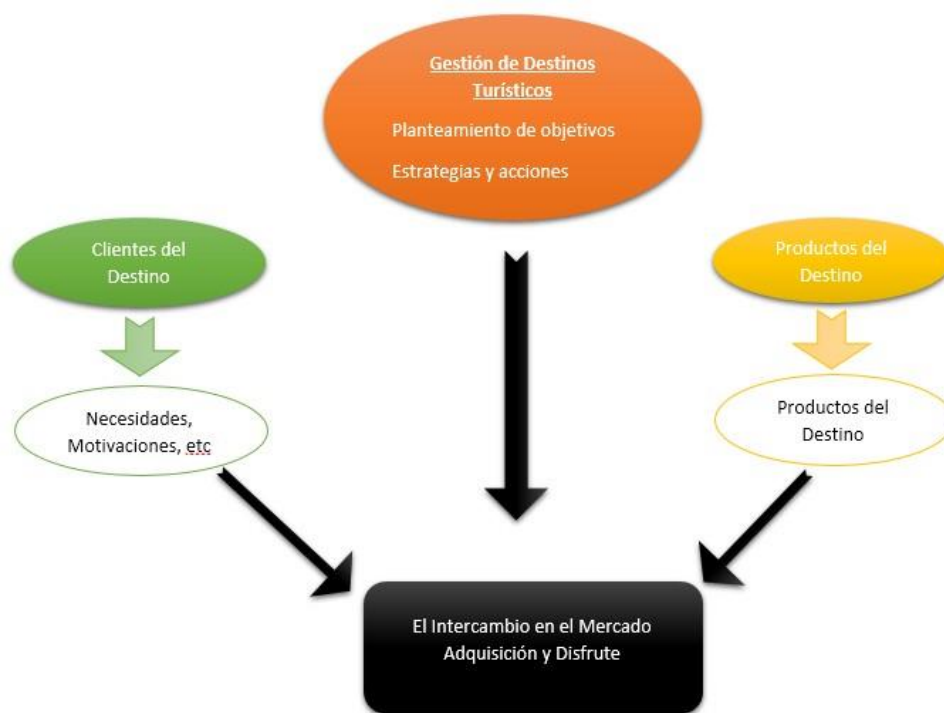 Gestión de Destinos
Turísticos
Planteamiento de objetivos
Estrategias y acciones
Clientes del
Destino
Productos del
Destino
Necesidades,
Motivaciones, etc
Productos del
Destino
El Intercambio en el Mercado
Adquisición y Disfrute